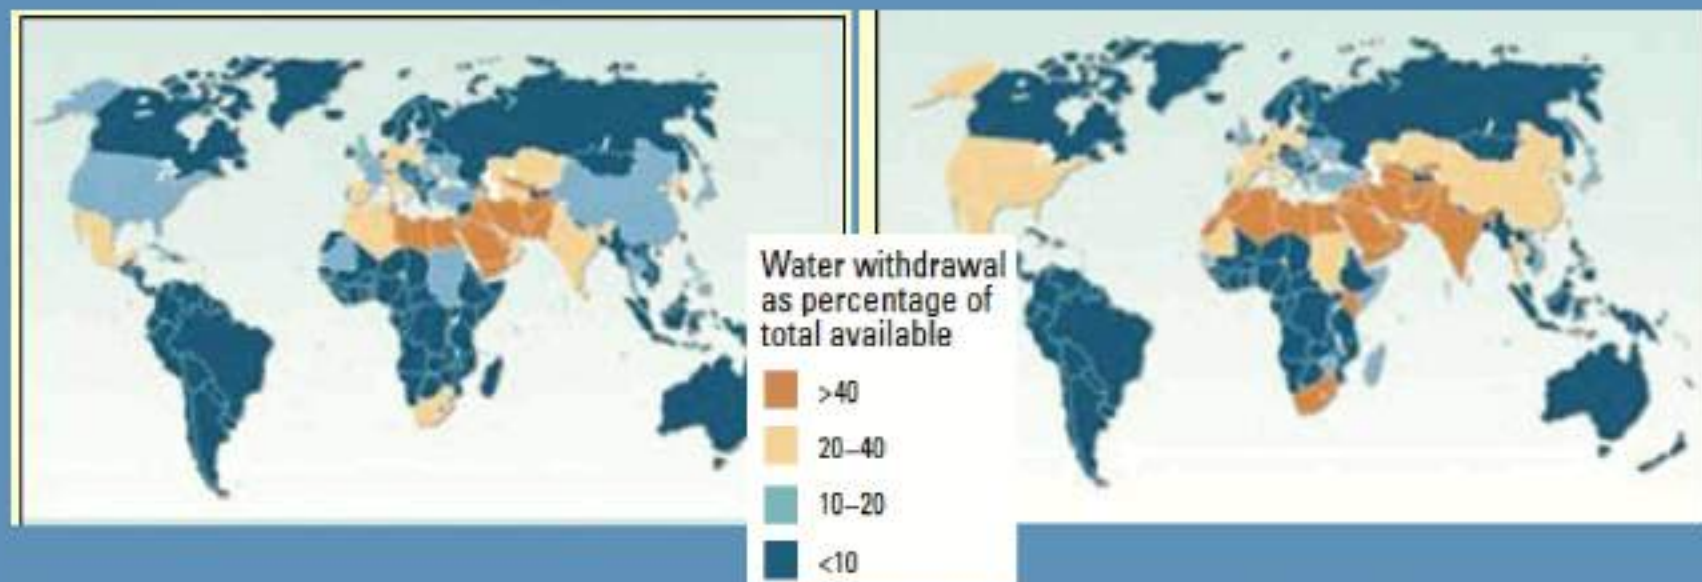 Water withdrawal
as percentage of
total available
>40
20–40
10–20
<10